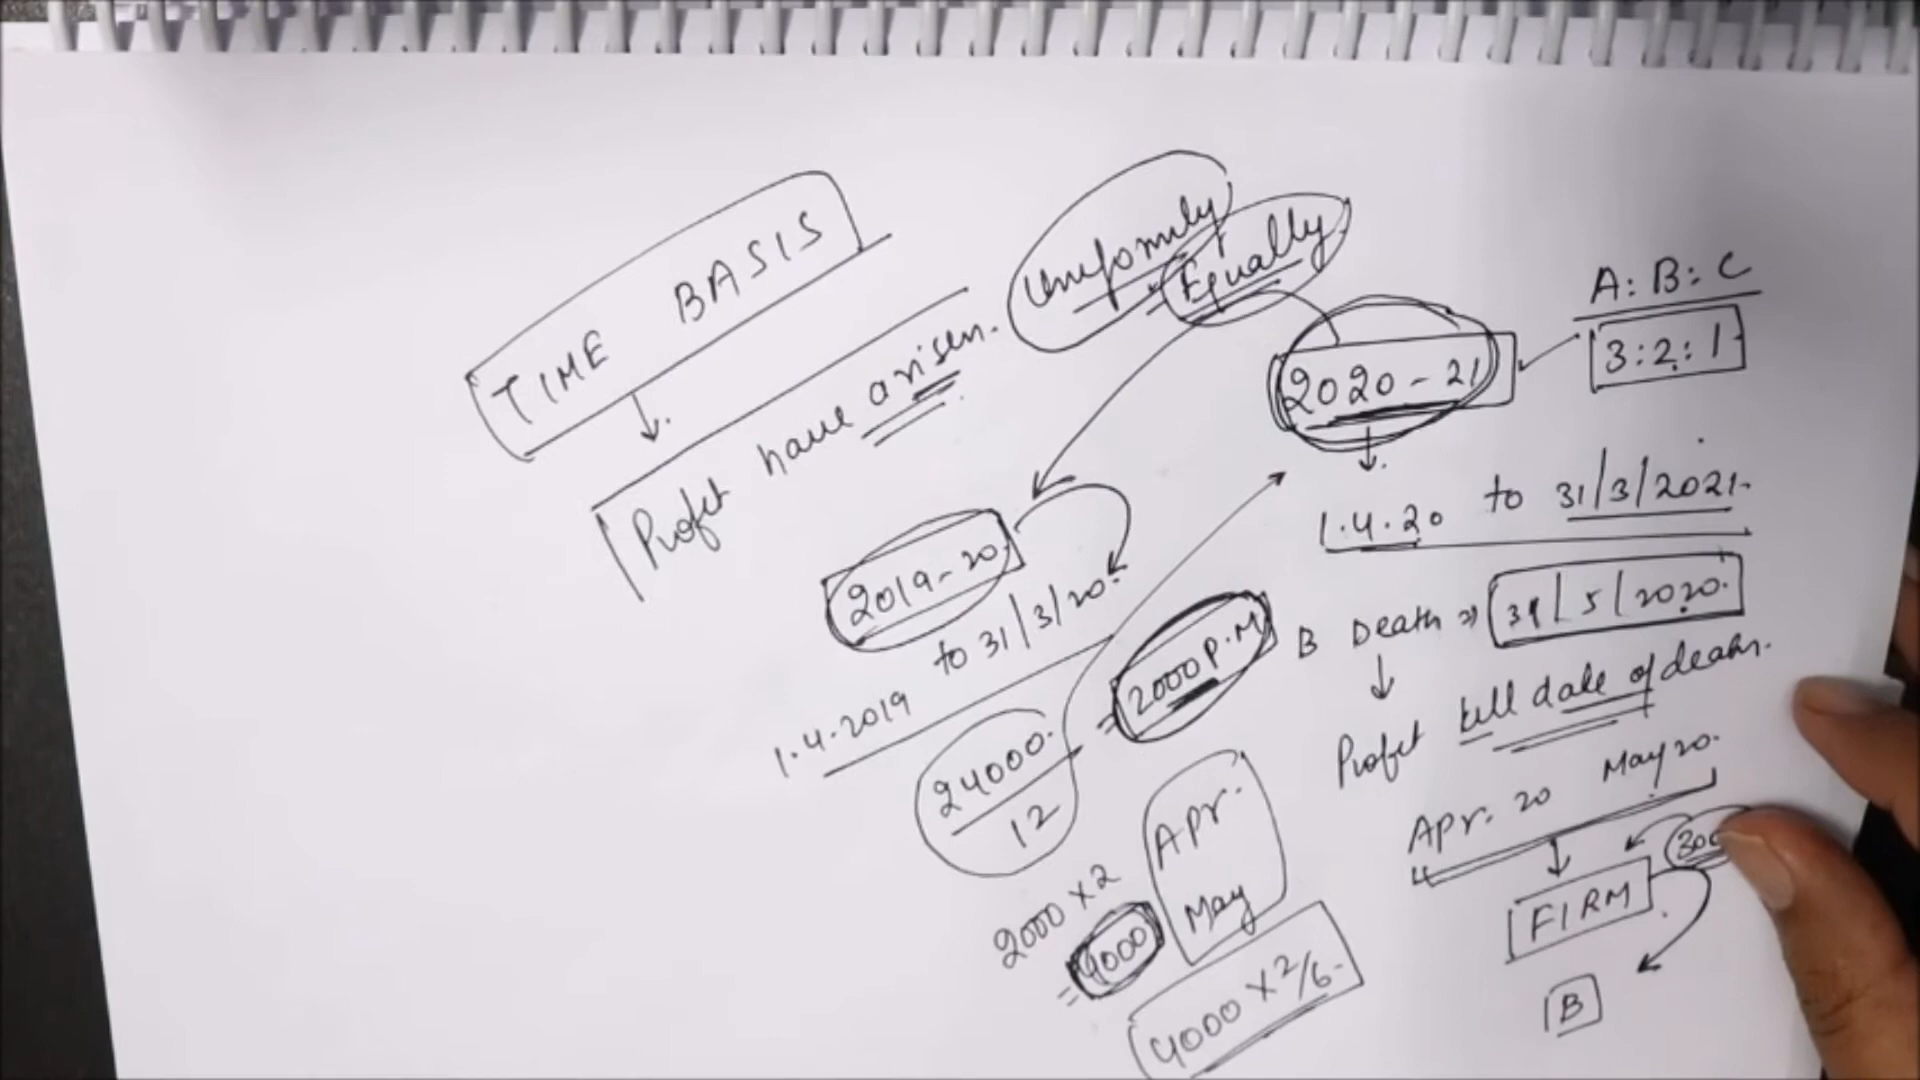 TIME BASIS
Profit have arisen.
Uniformly
Equally
2020-21
A:B:C
3:2:1
1.4.20 to 31/3/2021.
2019-20
1.4.2019 to 31/3/20.
24000.
12
= 2000 P.M
2000 x 2
= 4000
Apr.
May
4000 x 2/6.
B Death ⇒ 31/5/2020.
Profit till date of death.
Apr. 20 May 20.
FIRM
B